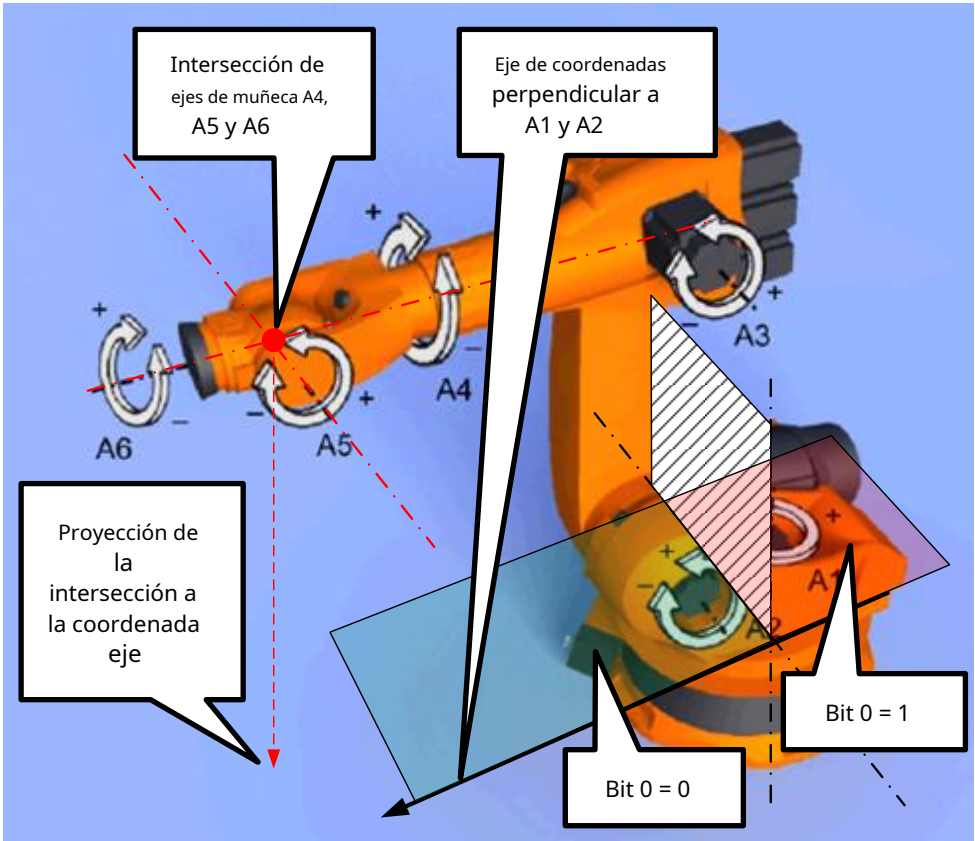 Intersección de
ejes de muñeca A4,
A5 y A6
Eje de coordenadas
perpendicular a
A1 y A2
+
+
-
A6
+
-
A4
+
-
A5
+
-
A3
Proyección de
la
intersección a
la coordenada
eje
+
-
A2
+
A1
Bit 0 = 1
Bit 0 = 0